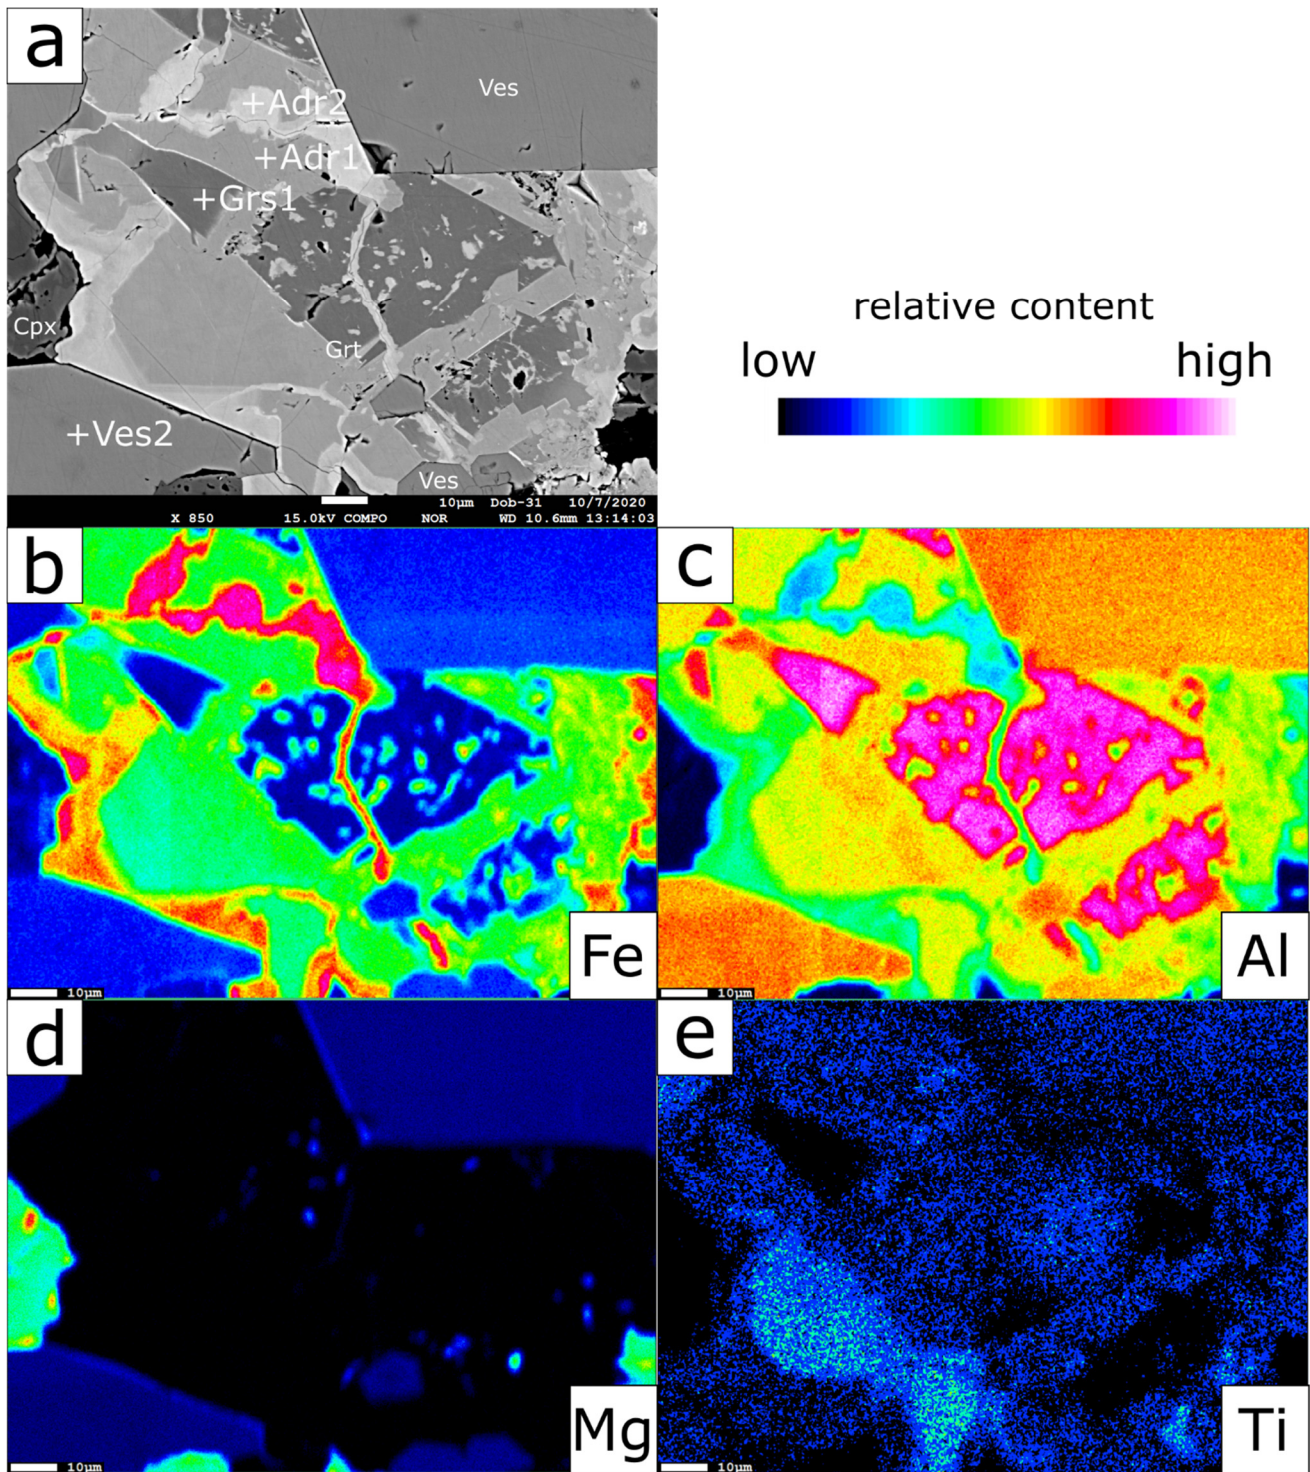 a
Ves
+Adr2
+Adr1
+Grs1
Cpx
Grt
+Ves2
Ves
10µm Dob-31 10/7/2020
X 850 15.0kV COMPO NOR WD 10.6mm 13:14:03
relative content
low high
b
c
Fe
Al
10µm
10µm
d
e
Mg
Ti
10µm
10µm